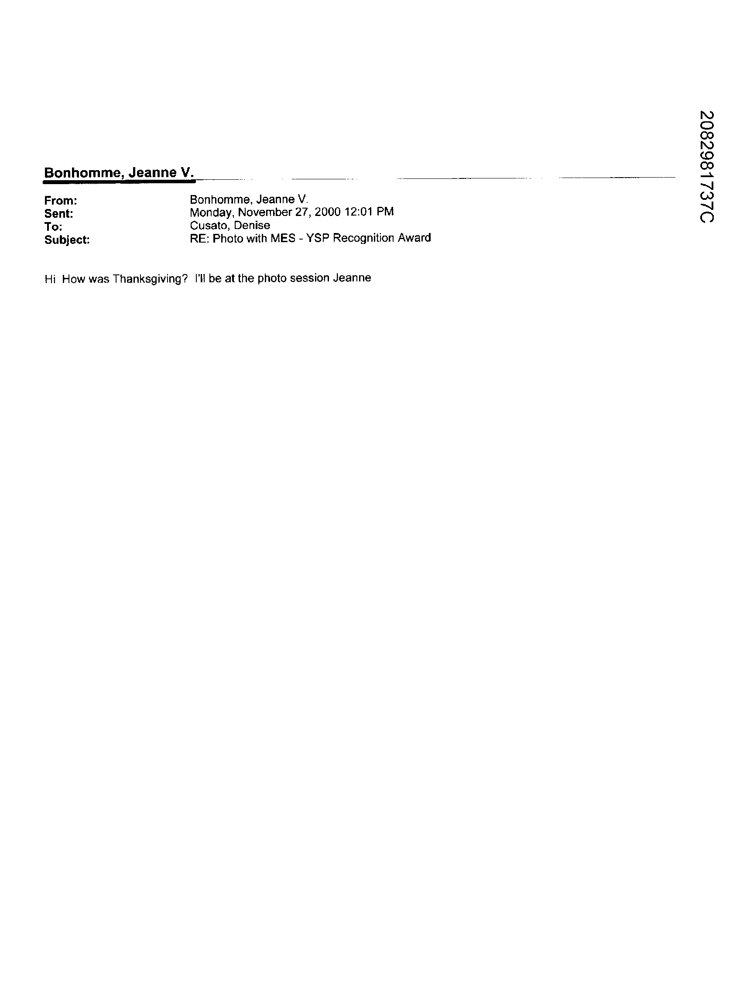 Bonhomme, Jeanne V.
From: Bonhomme, Jeanne V.
Sent: Monday, November 27, 2000 12:01 PM
To: Cusato, Denise
Subject: RE: Photo with MES - YSP Recognition Award
Hi How was Thanksgiving? I'll be at the photo session Jeanne
2082981737C